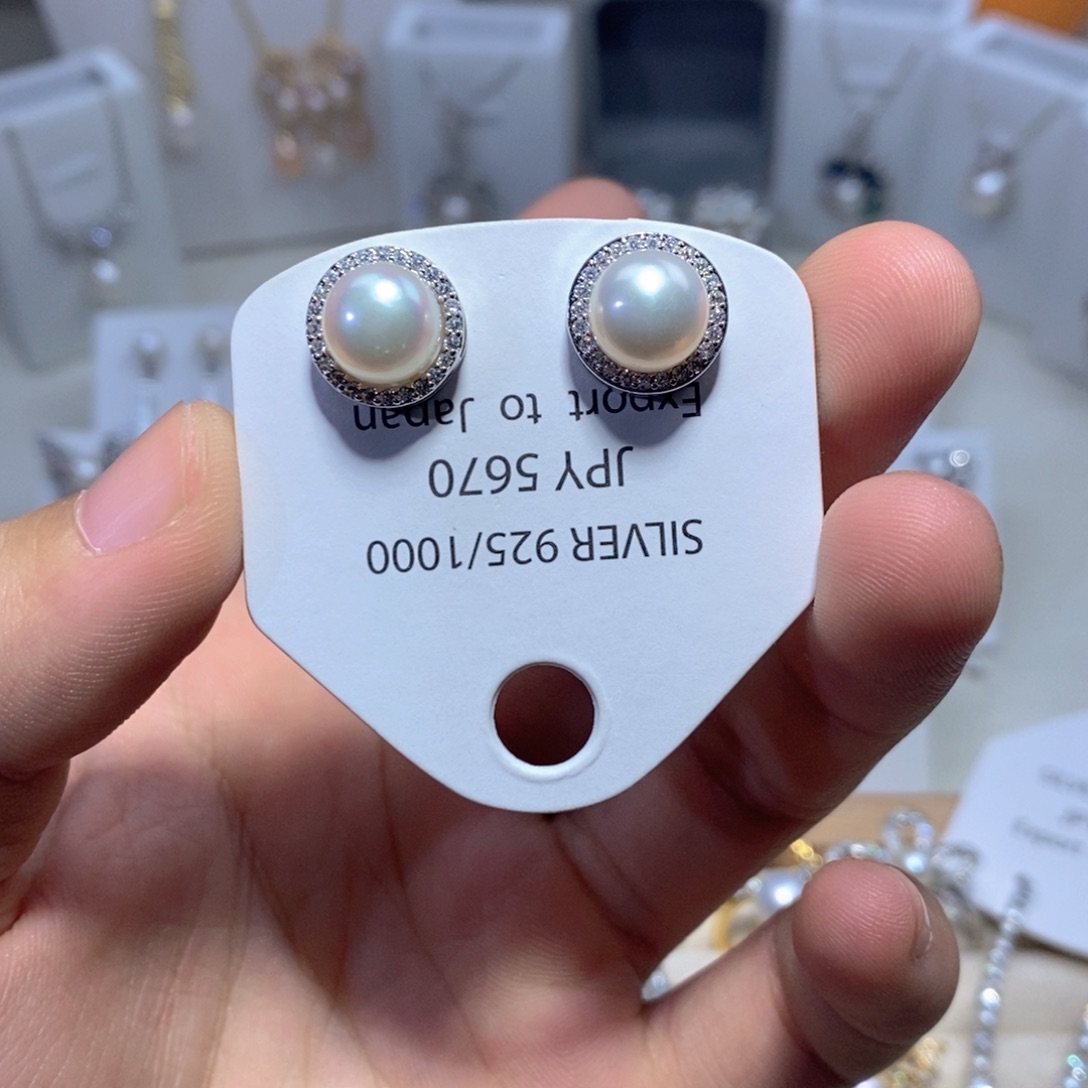 SILVER 925/1000
JPY 5670
Export to Japan